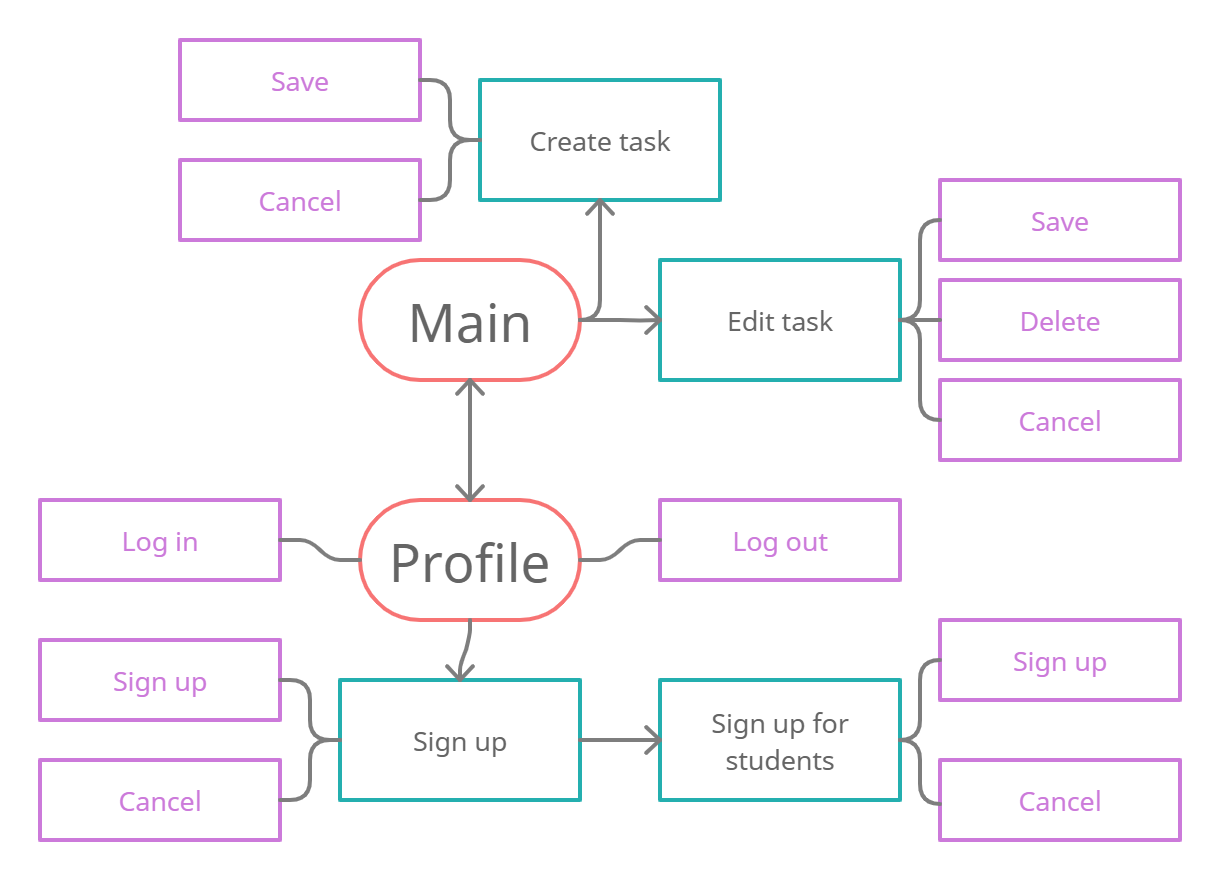 Save
Create task
Cancel
Save
Main
Edit task
Delete
Cancel
Log in
Profile
Log out
Sign up
Sign up
Cancel
Sign up for
students
Sign up
Cancel